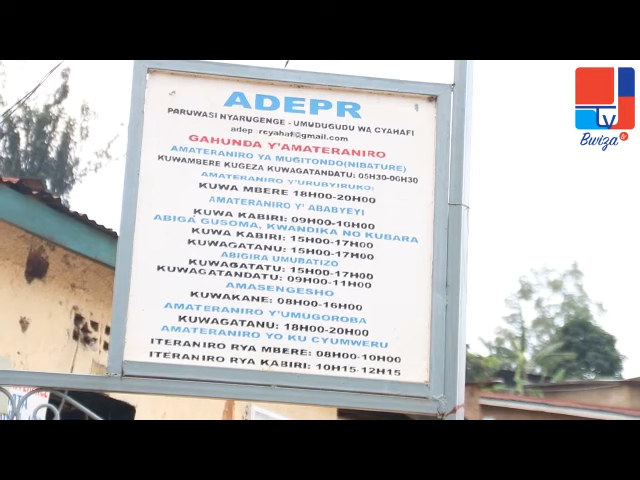 ADEPR
PARUWASI NYARUGENGE - UMUDUGUDU WA CYAHAFI
adep_rcyahafi@gmail.com
GAHUNDA Y'AMATERANIRO
AMATERANIRO YA MUGITONDO(NIBATURE)
KUWAMBERE KUGEZA KUWAGATANDATU: 05H30-06H30
AMATERANIRO Y'URUBYIRUKO:
KUWA MBERE 18H00-20H00
AMATERANIRO Y' ABABYEYI
KUWA KABIRI: 09H00-10H00
ABIGA GUSOMA, KWANDIKA NO KUBARA
KUWA KABIRI: 15H00-17H00
KUWAGATANU: 15H00-17H00
ABIGIRA UMUBATIZO
KUWAGATATU: 15H00-17H00
KUWAGATANDATU: 09H00-11H00
AMASENGESHO
KUWAKANE: 08H00-16H00
AMATERANIRO Y'UMUGOROBA
KUWAGATANU: 18H00-20H00
AMATERANIRO YO KU CYUMWERU
ITERANIRO RYA MBERE: 08H00-10H00
ITERANIRO RYA KABIRI: 10H15-12H15
TV
Bwiza